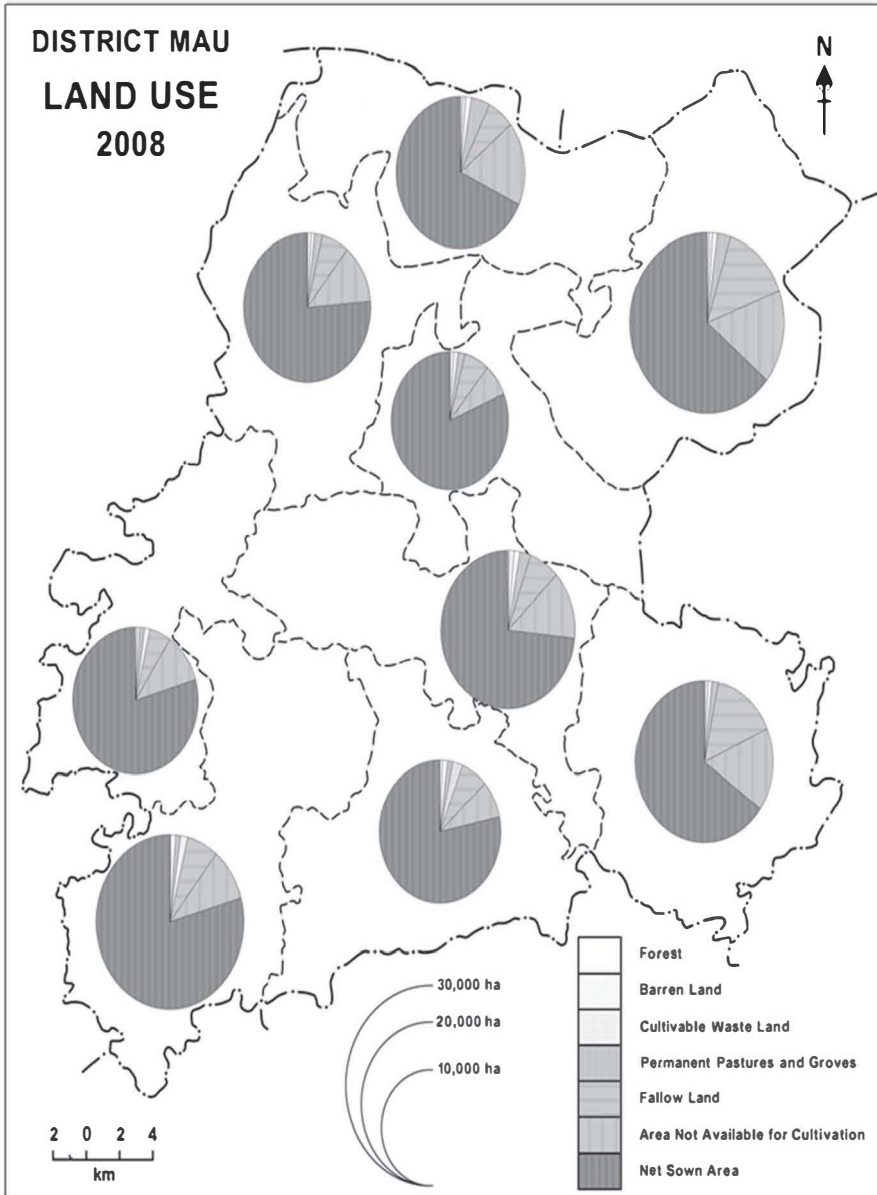 DISTRICT MAU
LAND USE
2008
N
30,000 ha
20,000 ha
10,000 ha
Forest
Barren Land
Cultivable Waste Land
Permanent Pastures and Groves
Fallow Land
Area Not Available for Cultivation
Net Sown Area
2 0 2 4
km